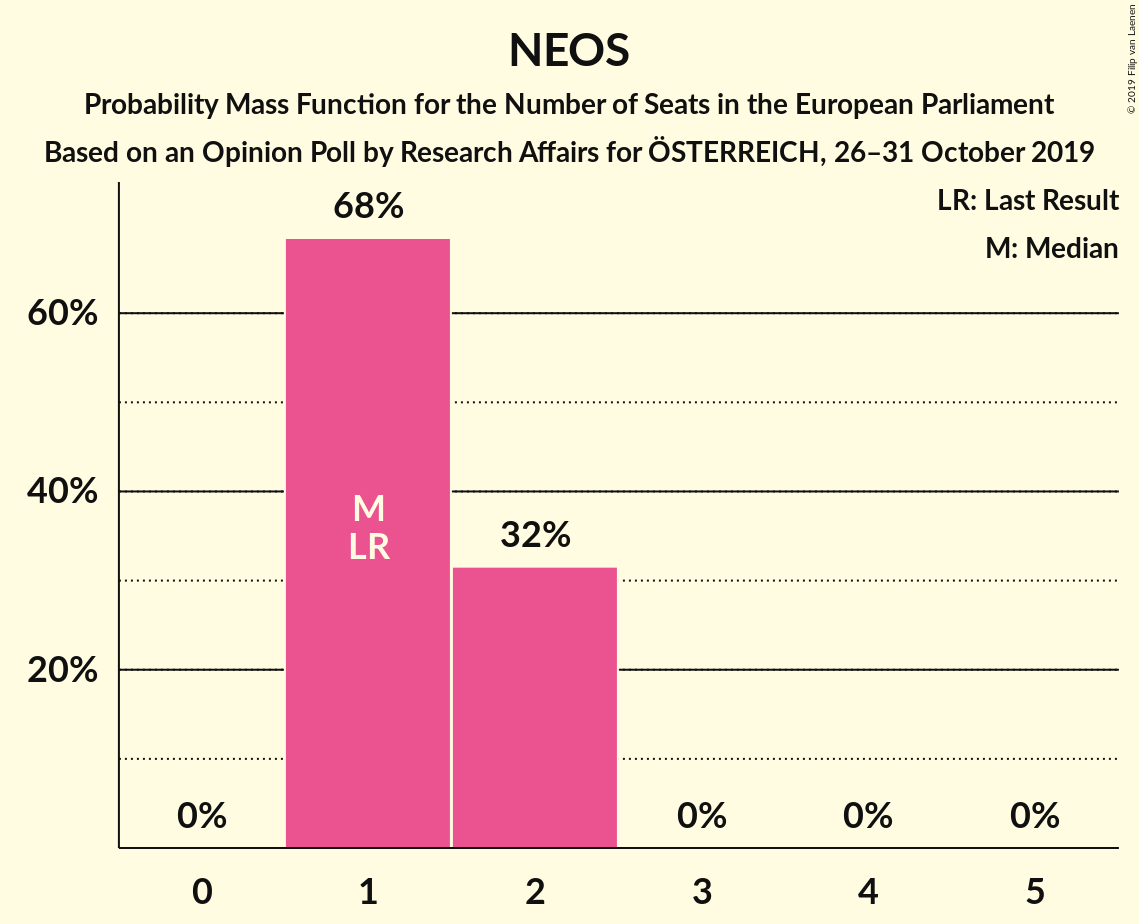 NEOS
Probability Mass Function for the Number of Seats in the European Parliament
Based on an Opinion Poll by Research Affairs for ÖSTERREICH, 26–31 October 2019
© 2019 Filip van Laenen
LR: Last Result
M: Median
68%
60%
40%
M
LR
32%
20%
0%
0%
0%
0%
0
1
2
3
4
5